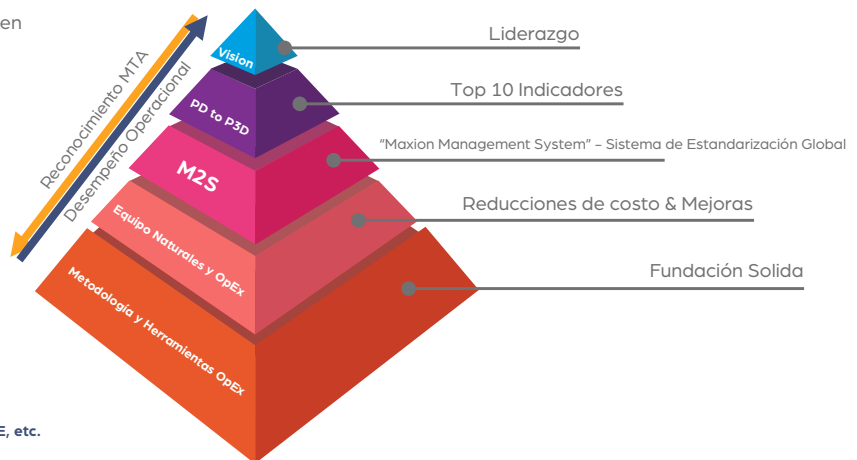 en
Reconocimiento MTA
Desempeño Operacional
Vision
Liderazgo
PD to P3D
Top 10 Indicadores
M2S
“Maxion Management System” – Sistema de Estandarización Global
Equipo Naturales y OpEx
Reducciones de costo & Mejoras
Metodología y Herramientas OpEx
Fundación Solida
E, etc.